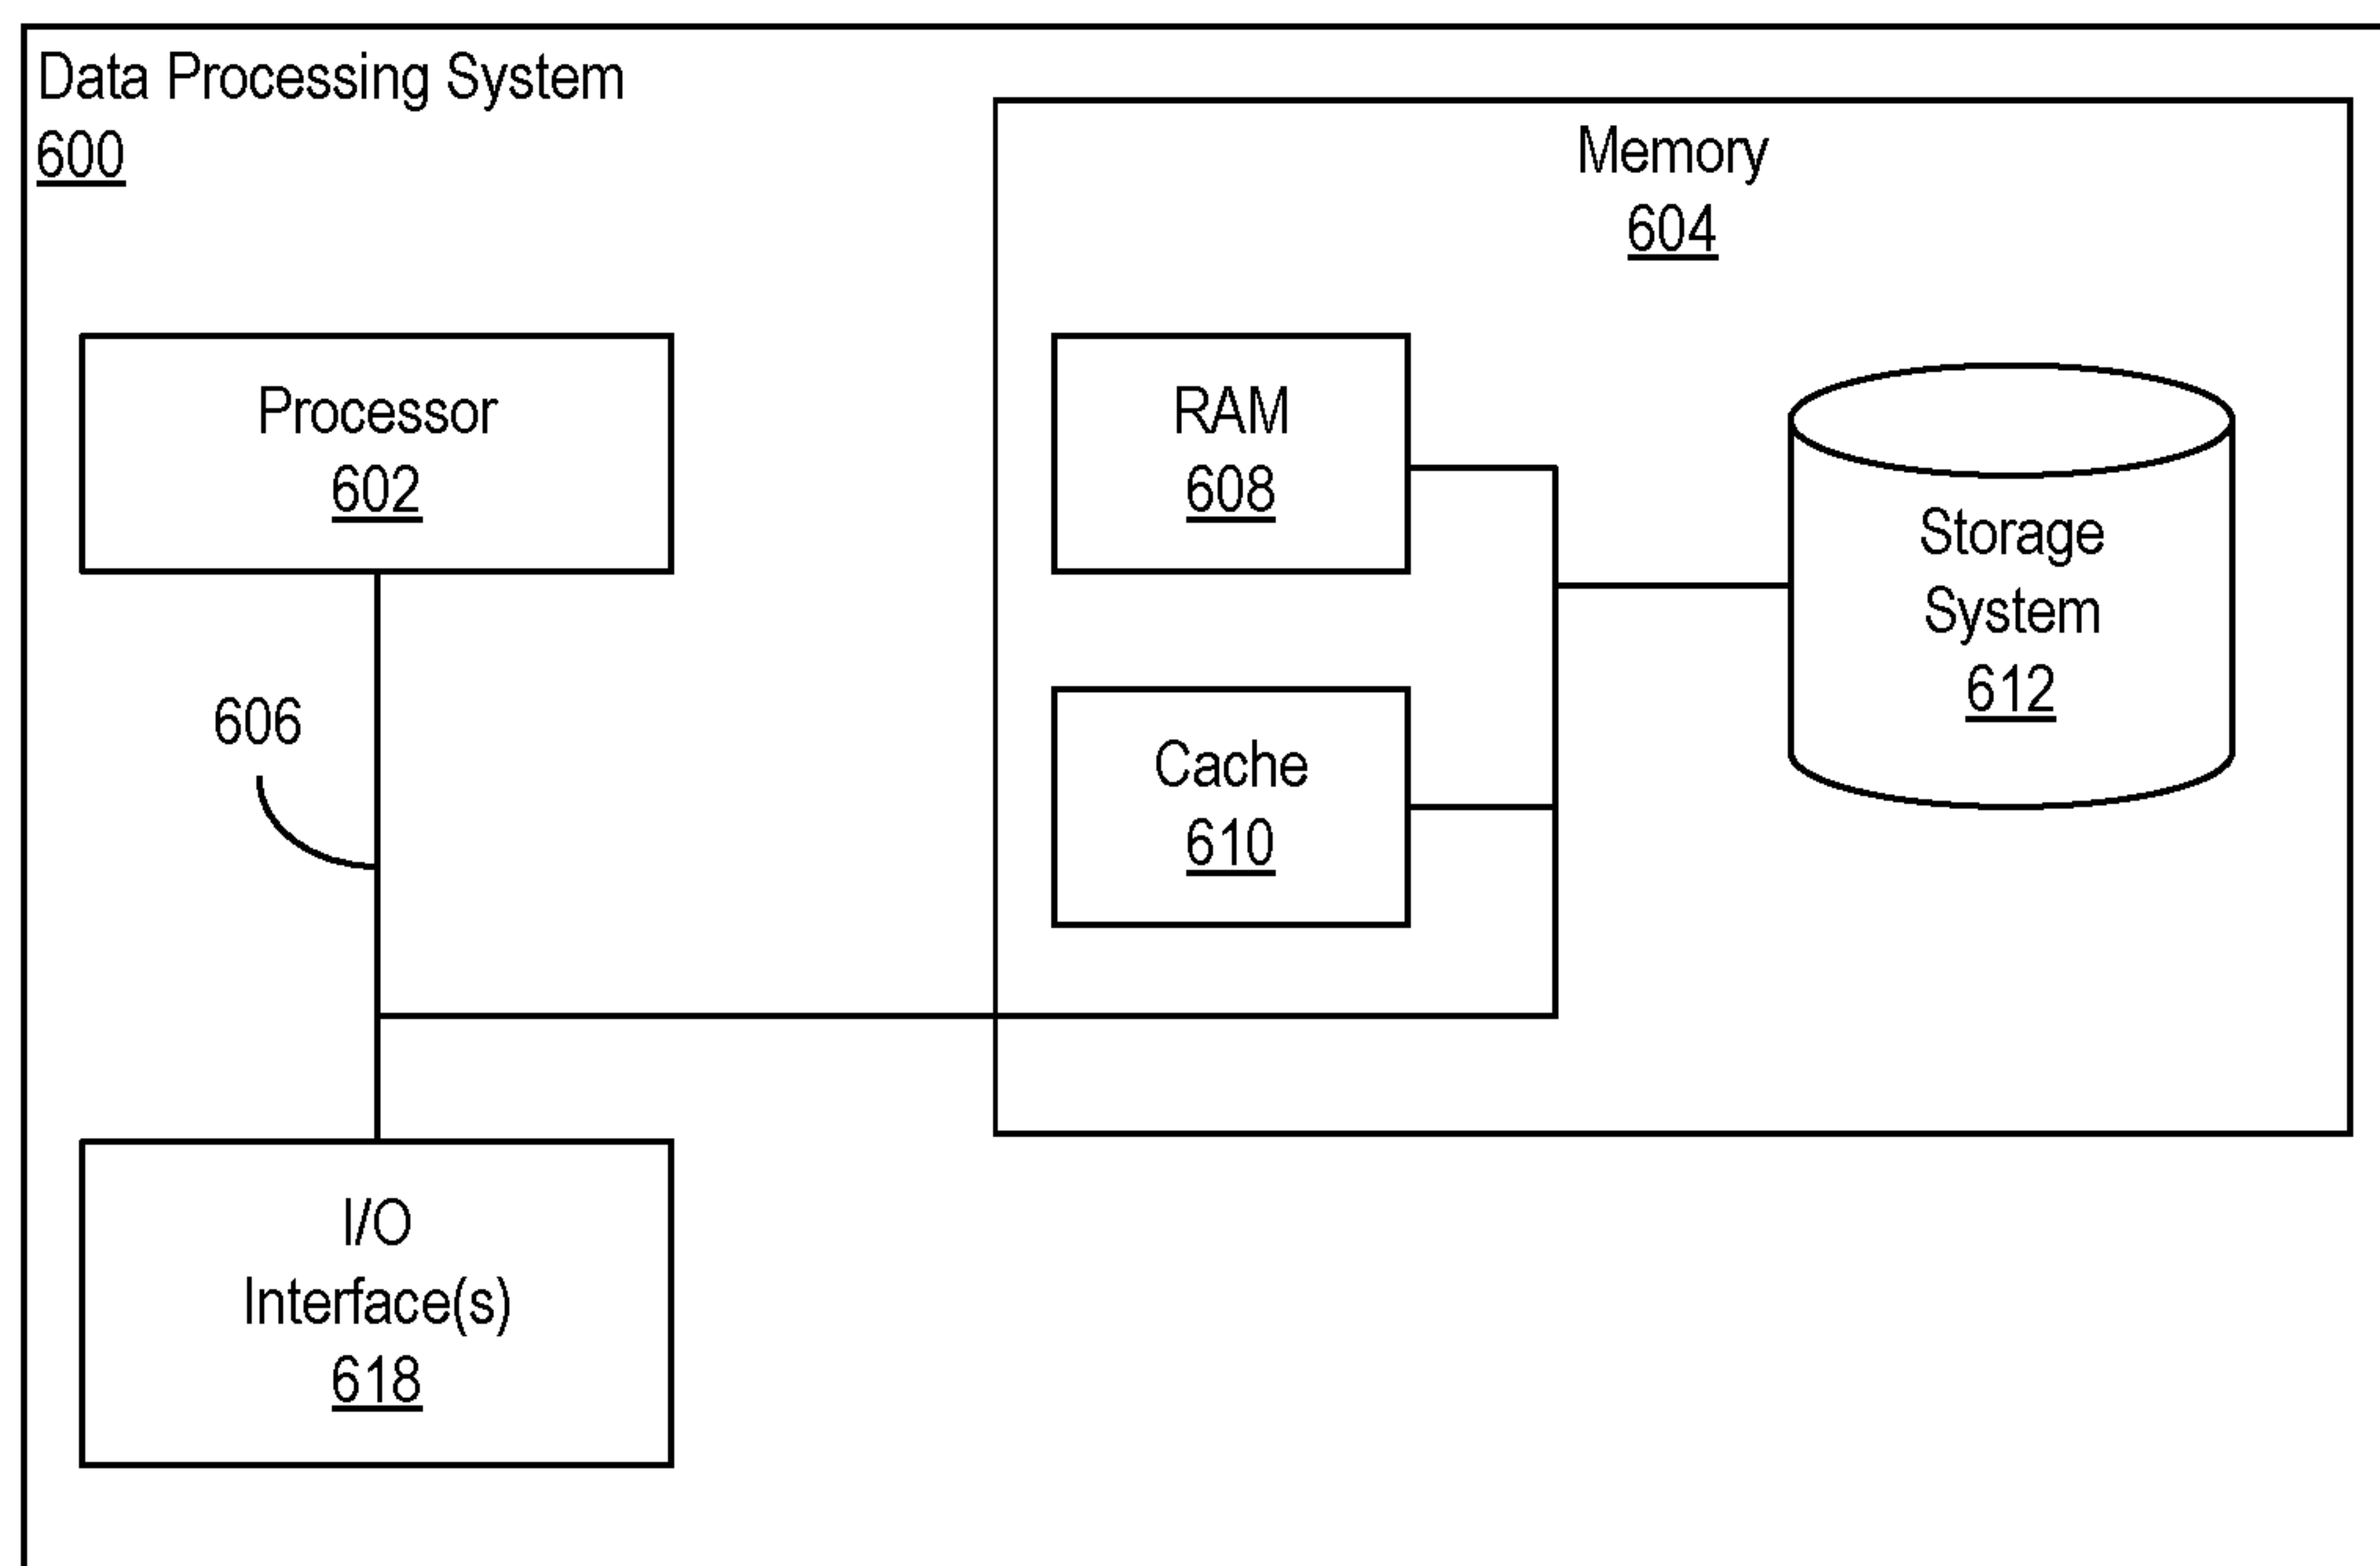 Data Processing System
600
Memory
604
Processor
602
RAM
608
Storage
System
612
606
Cache
610
I/O
Interface(s)
618